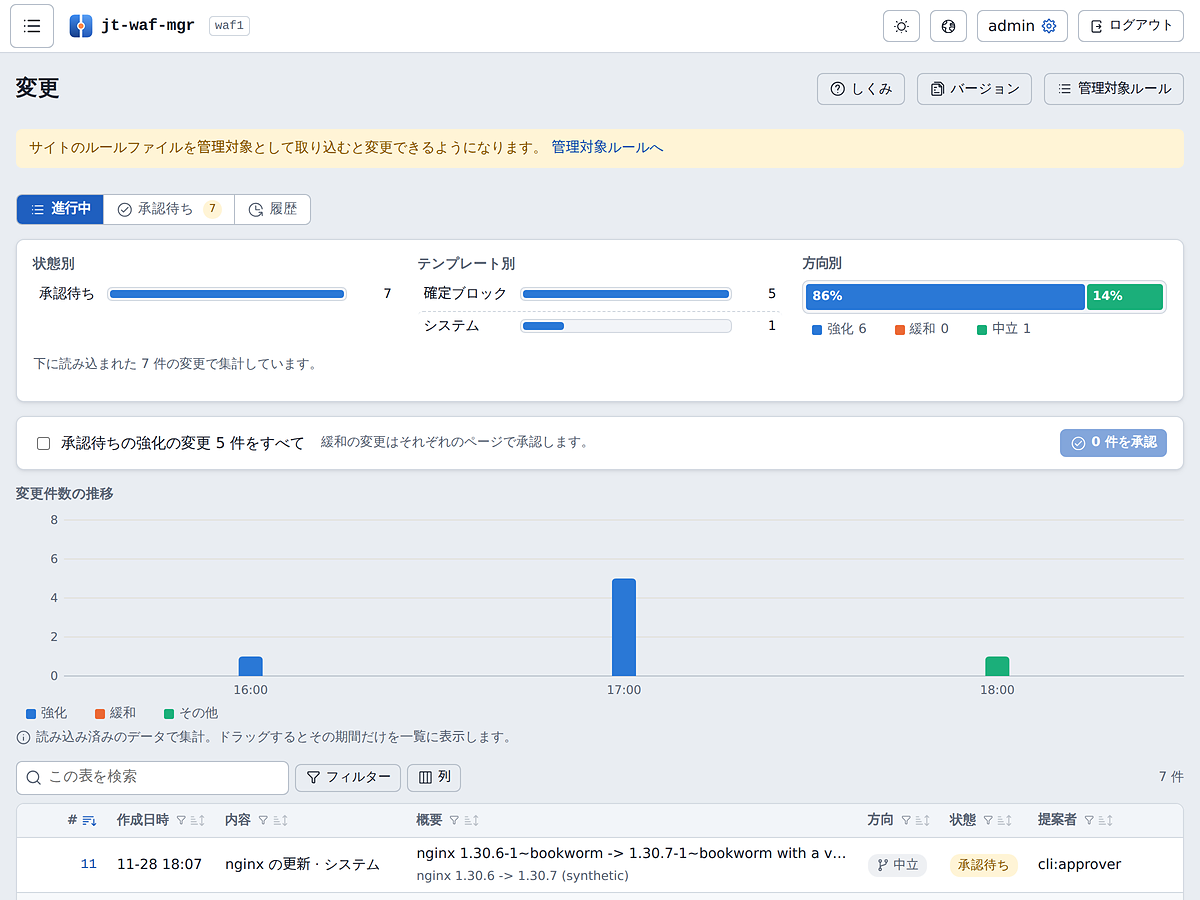 jt-waf-mgr waf1 admin ログアウト
変更 しくみ バージョン 管理対象ルール
サイトのルールファイルを管理対象として取り込むと変更できるようになります。 管理対象ルールへ
進行中 承認待ち 7 履歴
状態別 テンプレート別 方向別
承認待ち 7 確定ブロック 5 86% 14%
システム 1 強化 6 緩和 0 中立 1
下に読み込まれた 7 件の変更で集計しています。
承認待ちの強化の変更 5 件をすべて 緩和の変更はそれぞれのページで承認します。 0 件を承認
変更件数の推移
8
6
4
2
0
16:00 17:00 18:00
強化 緩和 その他
読み込み済みのデータで集計。ドラッグするとその期間だけを一覧に表示します。
この表を検索 フィルター 列 7 件
# 作成日時 内容 概要 方向 状態 提案者
11 11-28 18:07 nginx の更新 · システム nginx 1.30.6-1~bookworm -> 1.30.7-1~bookworm with a v… 中立 承認待ち cli:approver
nginx 1.30.6 -> 1.30.7 (synthetic)